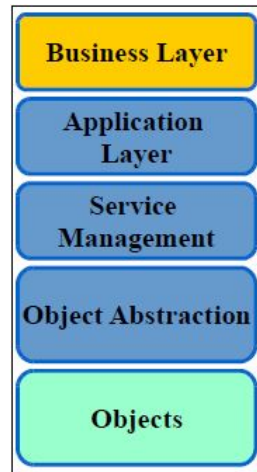 Business Layer
Application
Layer
Service
Management
Object Abstraction
Objects